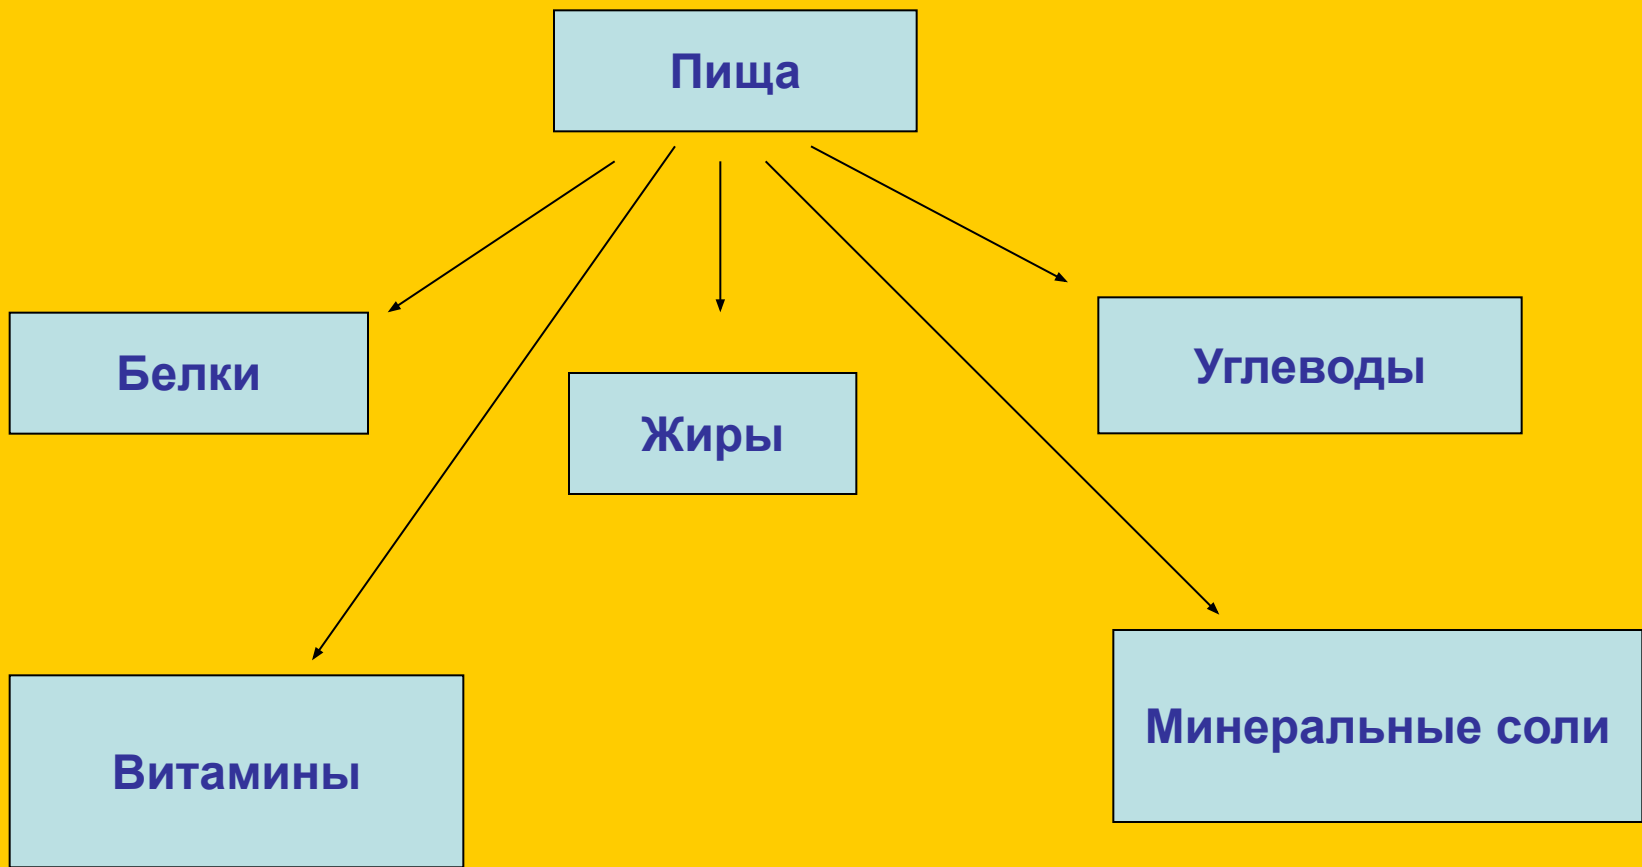 Пища
Белки
Жиры
Углеводы
Витамины
Минеральные соли